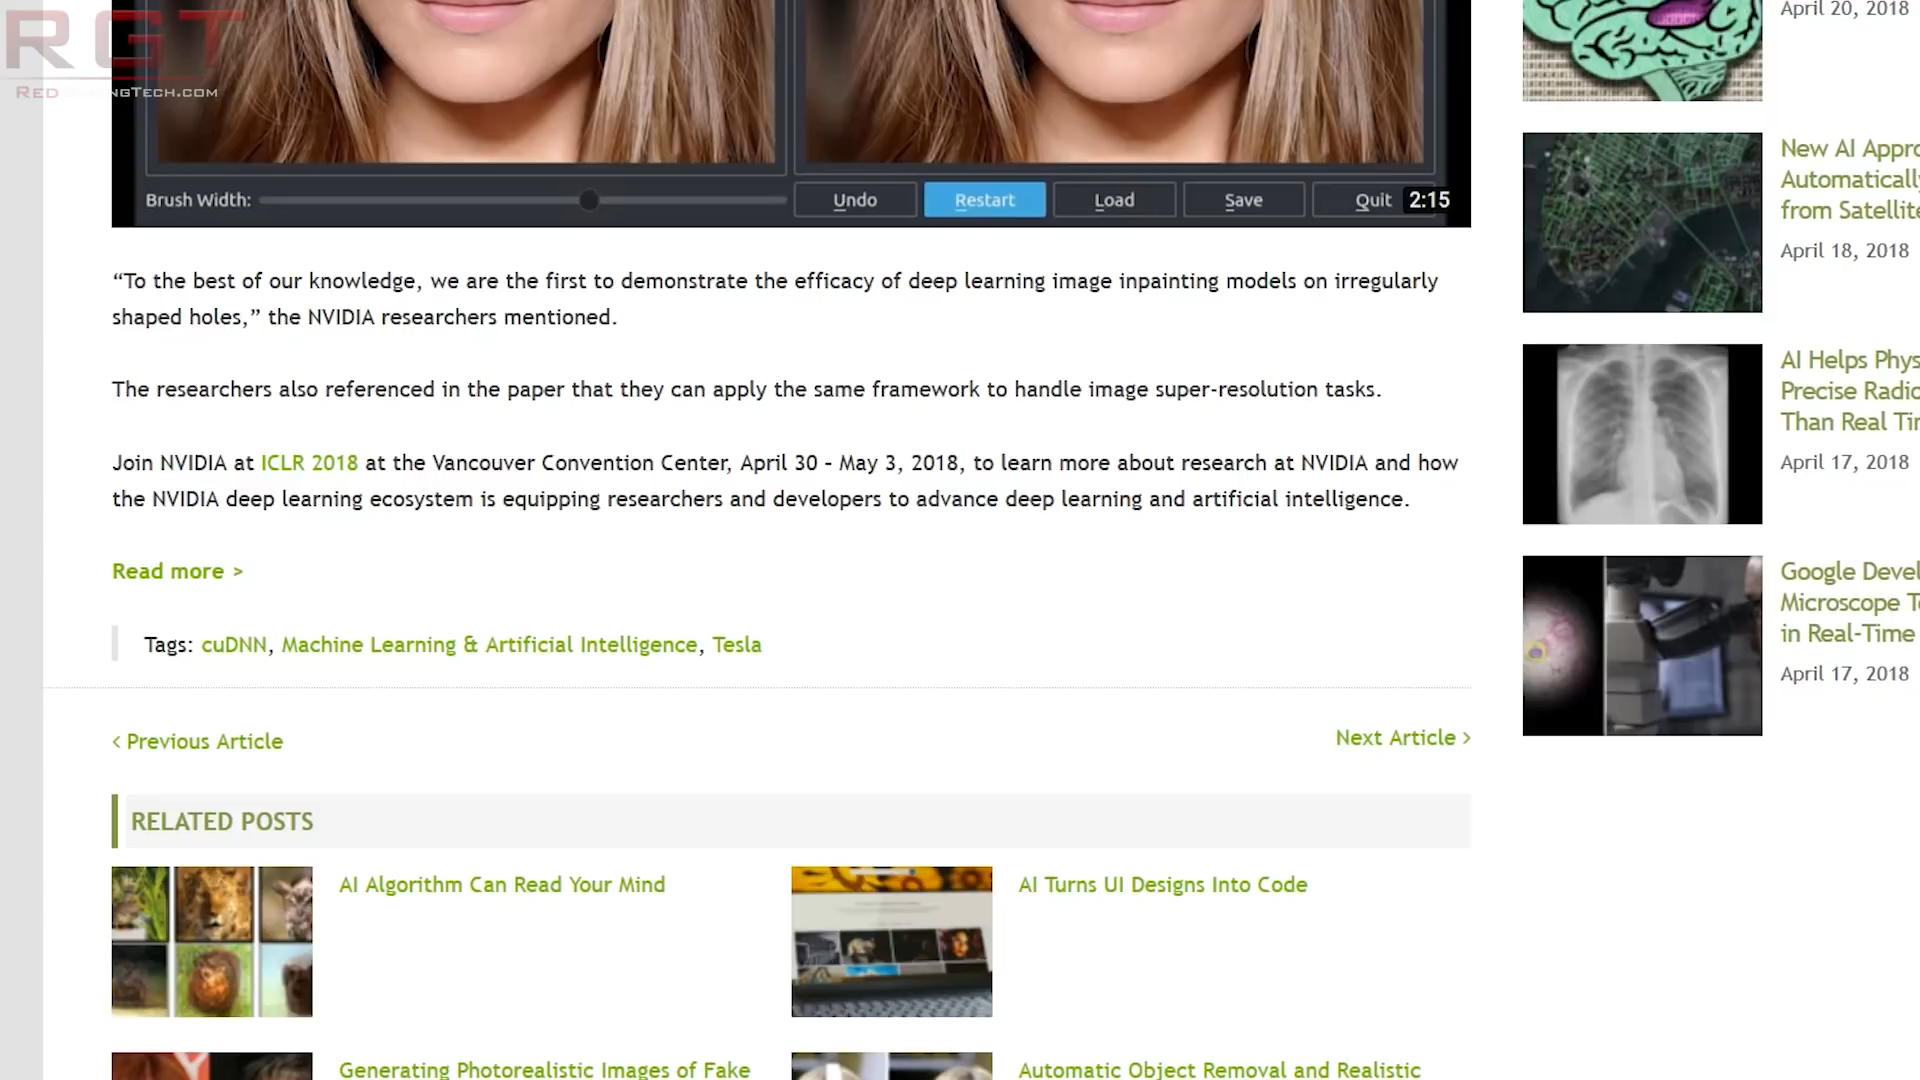 RGT
April 20, 2018
Brush Width:
Undo
Restart
Load
Save
Quit
2:15
“To the best of our knowledge, we are the first to demonstrate the efficacy of deep learning image inpainting models on irregularly
shaped holes,” the NVIDIA researchers mentioned.
The researchers also referenced in the paper that they can apply the same framework to handle image super-resolution tasks.
Join NVIDIA at ICLR 2018 at the Vancouver Convention Center, April 30 – May 3, 2018, to learn more about research at NVIDIA and how
the NVIDIA deep learning ecosystem is equipping researchers and developers to advance deep learning and artificial intelligence.
Read more >
Tags: cuDNN, Machine Learning & Artificial Intelligence, Tesla
‹ Previous Article
Next Article ›
RELATED POSTS
AI Algorithm Can Read Your Mind
AI Turns UI Designs Into Code
Generating Photorealistic Images of Fake
Automatic Object Removal and Realistic
New AI Appro
Automatically
from Satellite
April 18, 2018
AI Helps Phys
Precise Radio
Than Real Tim
April 17, 2018
Google Devel
Microscope T
in Real-Time
April 17, 2018